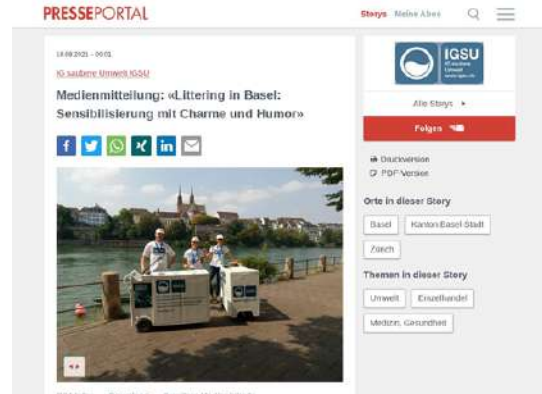 PRESSEPORTAL
Storys Meine Abos
IG saubere Umwelt IGSU
Medienmitteilung: «Littering in Basel:
Sensibilisierung mit Charme und Humor»
IGSU
Alle Storys
Folgen
Druckversion
PDF-Version
Orte in dieser Story
Basel Kanton Basel-Stadt
Zürich
Themen in dieser Story
Umwelt Einzelhandel
Medizin, Gesundheit